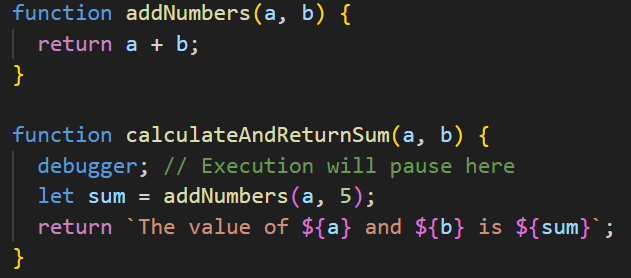 function addNumbers(a, b) {
  return a + b;
}

function calculateAndReturnSum(a, b) {
  debugger; // Execution will pause here
  let sum = addNumbers(a, 5);
  return `The value of ${a} and ${b} is ${sum}`;
}